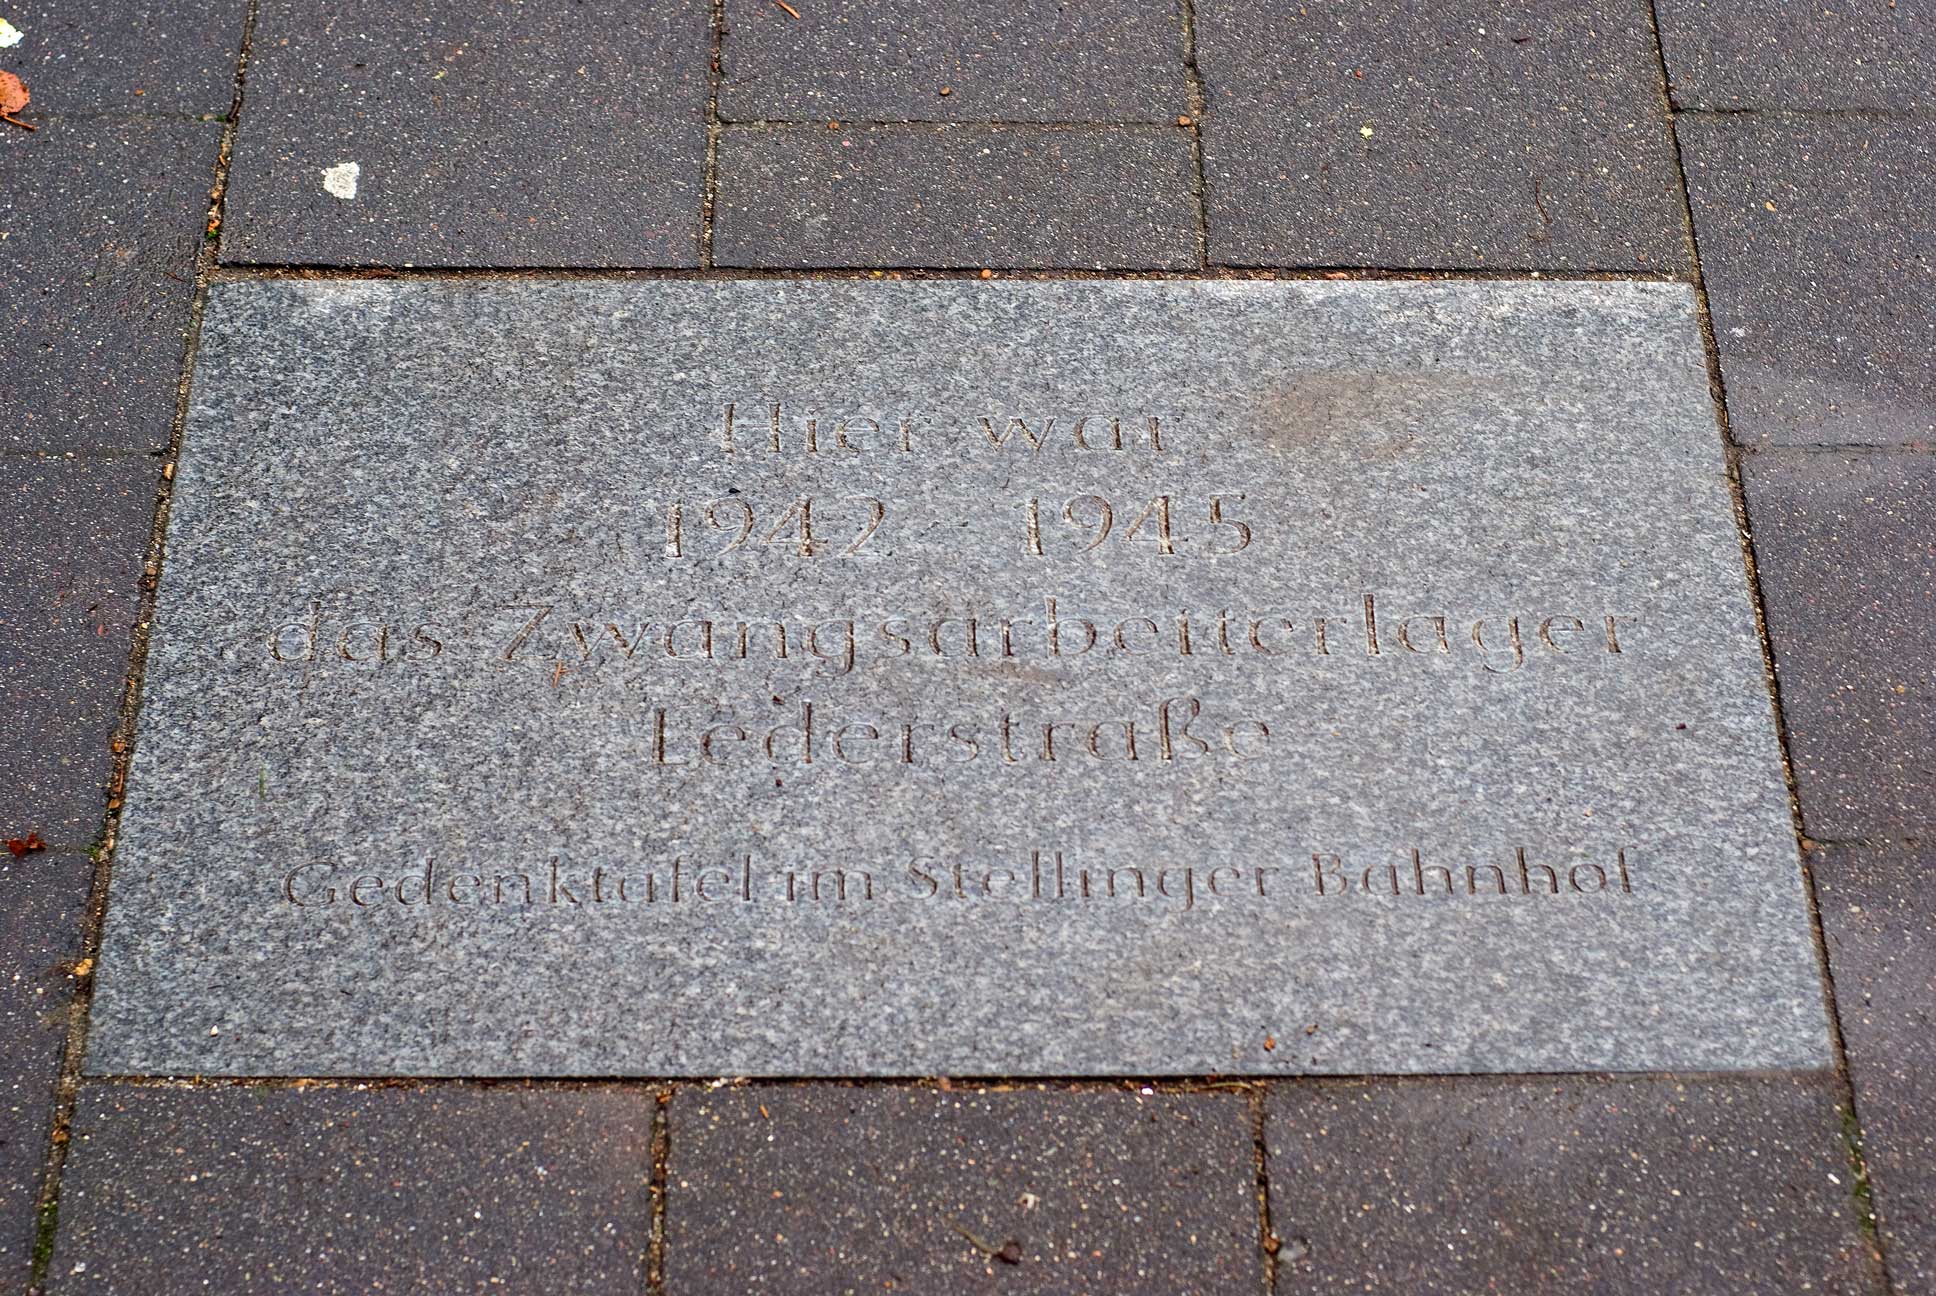 Hier war
1942 - 1945
das Zwangsarbeiterlager
Lederstraße
Gedenktafel im Stellinger Bahnhof